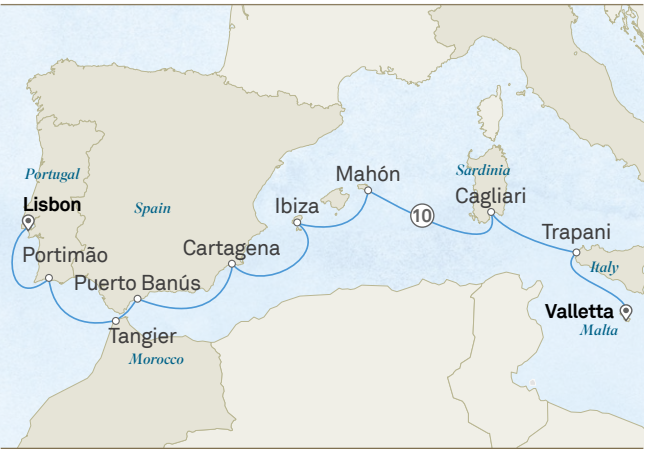 Mahón
Sardinia
Portugal
Cagliari
Lisbon
Spain
Ibiza
10
Trapani
Cartagena
Portimão
Italy
Puerto Banús
Valletta
Malta
Tangier
Morocco